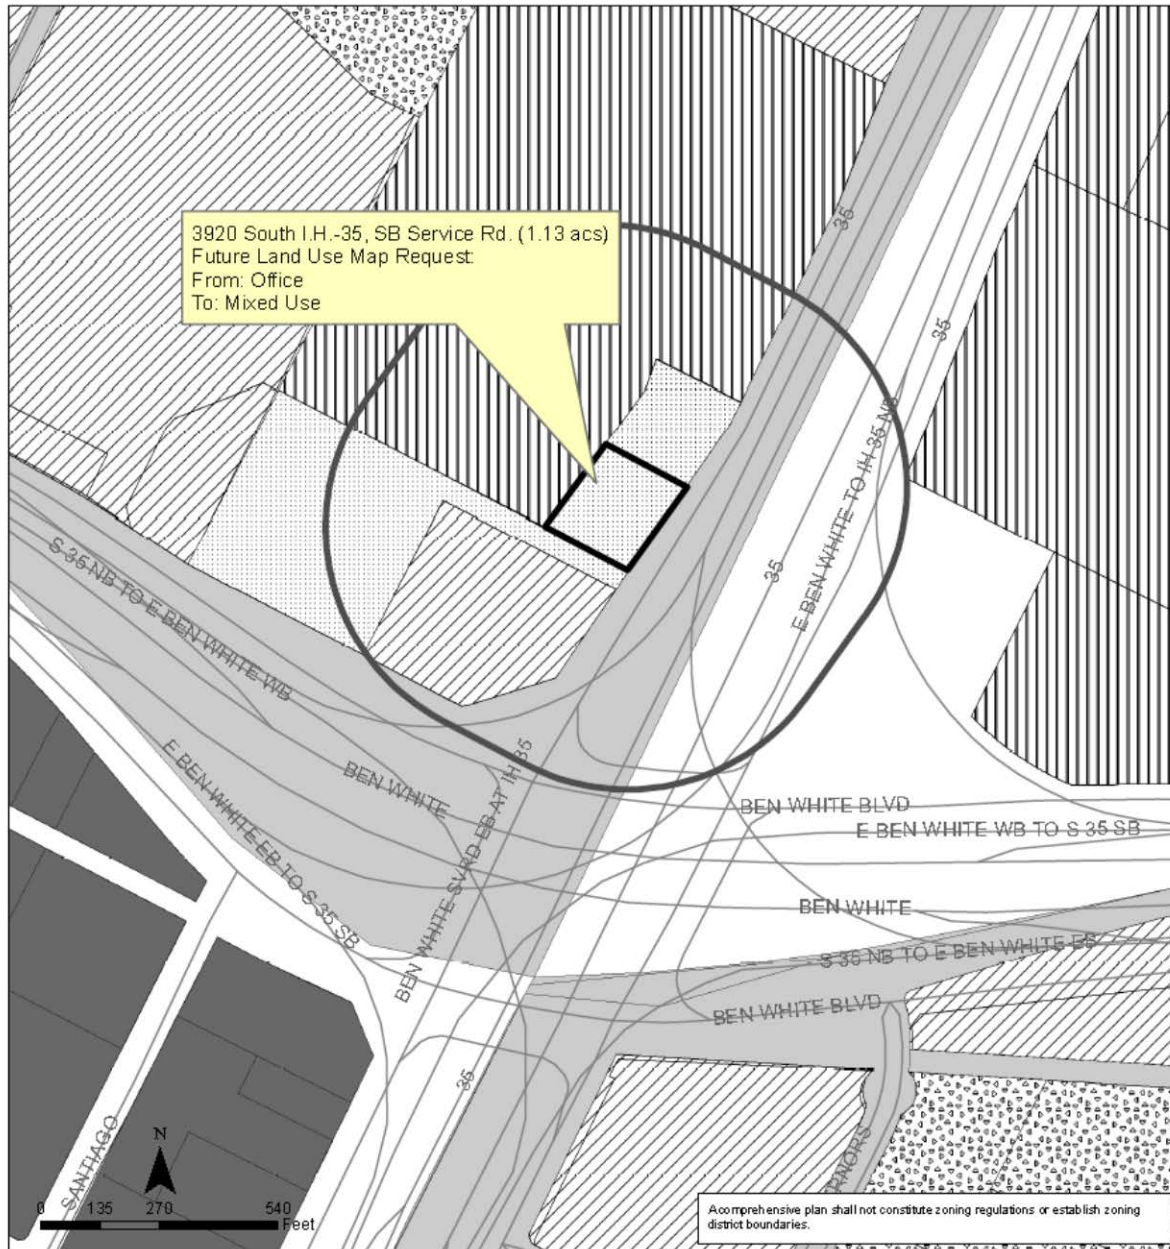 35
3920 South I.H.-35, SB Service Rd. (1.13 acs)
Future Land Use Map Request:
From: Office
To: Mixed Use
35
E BEN WHITE TO IH 35 NB
35
S 35 NB TO E BEN WHITE WB
BEN WHITE
E BEN WHITE EB TO S 35 SB
BEN WHITE SVRD EB AT IH 35
BEN WHITE BLVD
E BEN WHITE WB TO S 35 SB
BEN WHITE
S 35 NB TO E BEN WHITE EB
BEN WHITE BLVD
35
SANTIAGO
N
0 135 270 540
Feet
Acomprehensive plan shall not constitute zoning regulations or establish zoning
district boundaries.